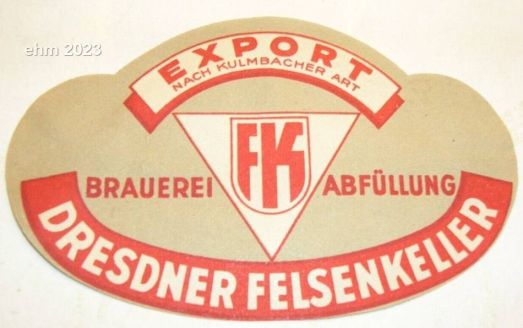 ehm 2023
EXPORT
NACH KULMBACHER ART
FK
BRAUEREI ABFÜLLUNG
DRESDNER FELSENKELLER